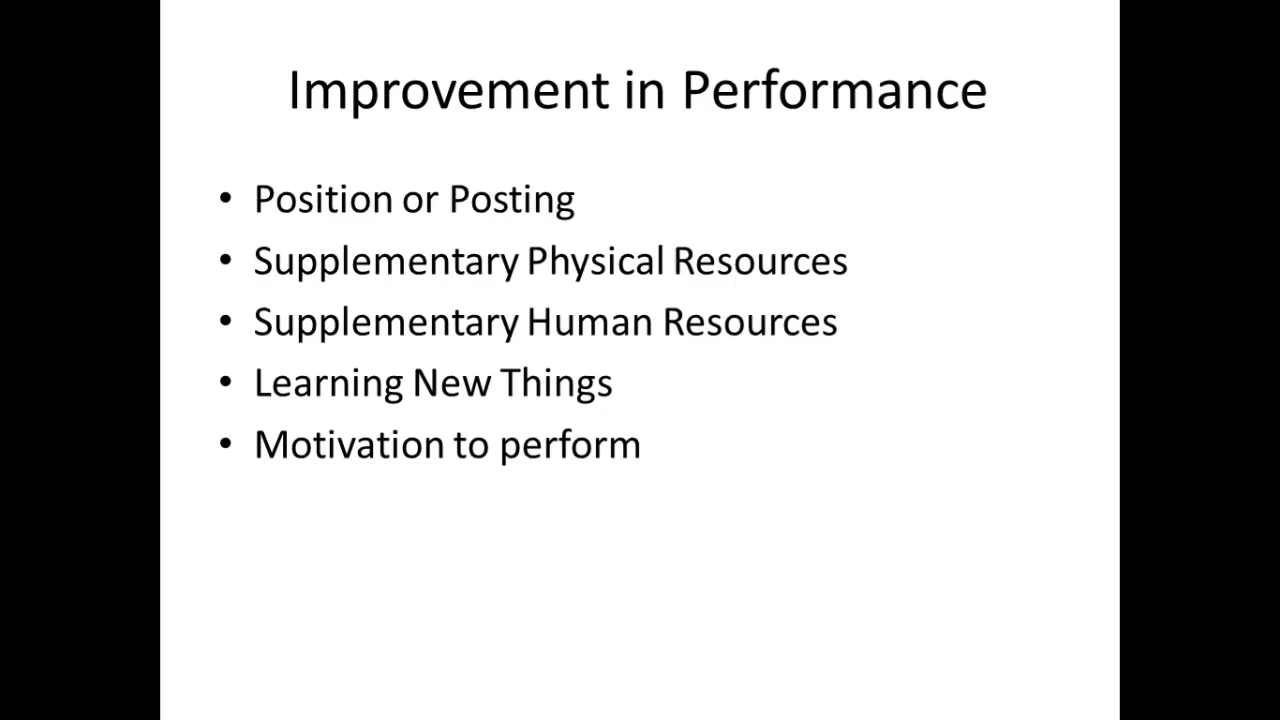 Improvement in Performance
• Position or Posting
• Supplementary Physical Resources
• Supplementary Human Resources
• Learning New Things
• Motivation to perform